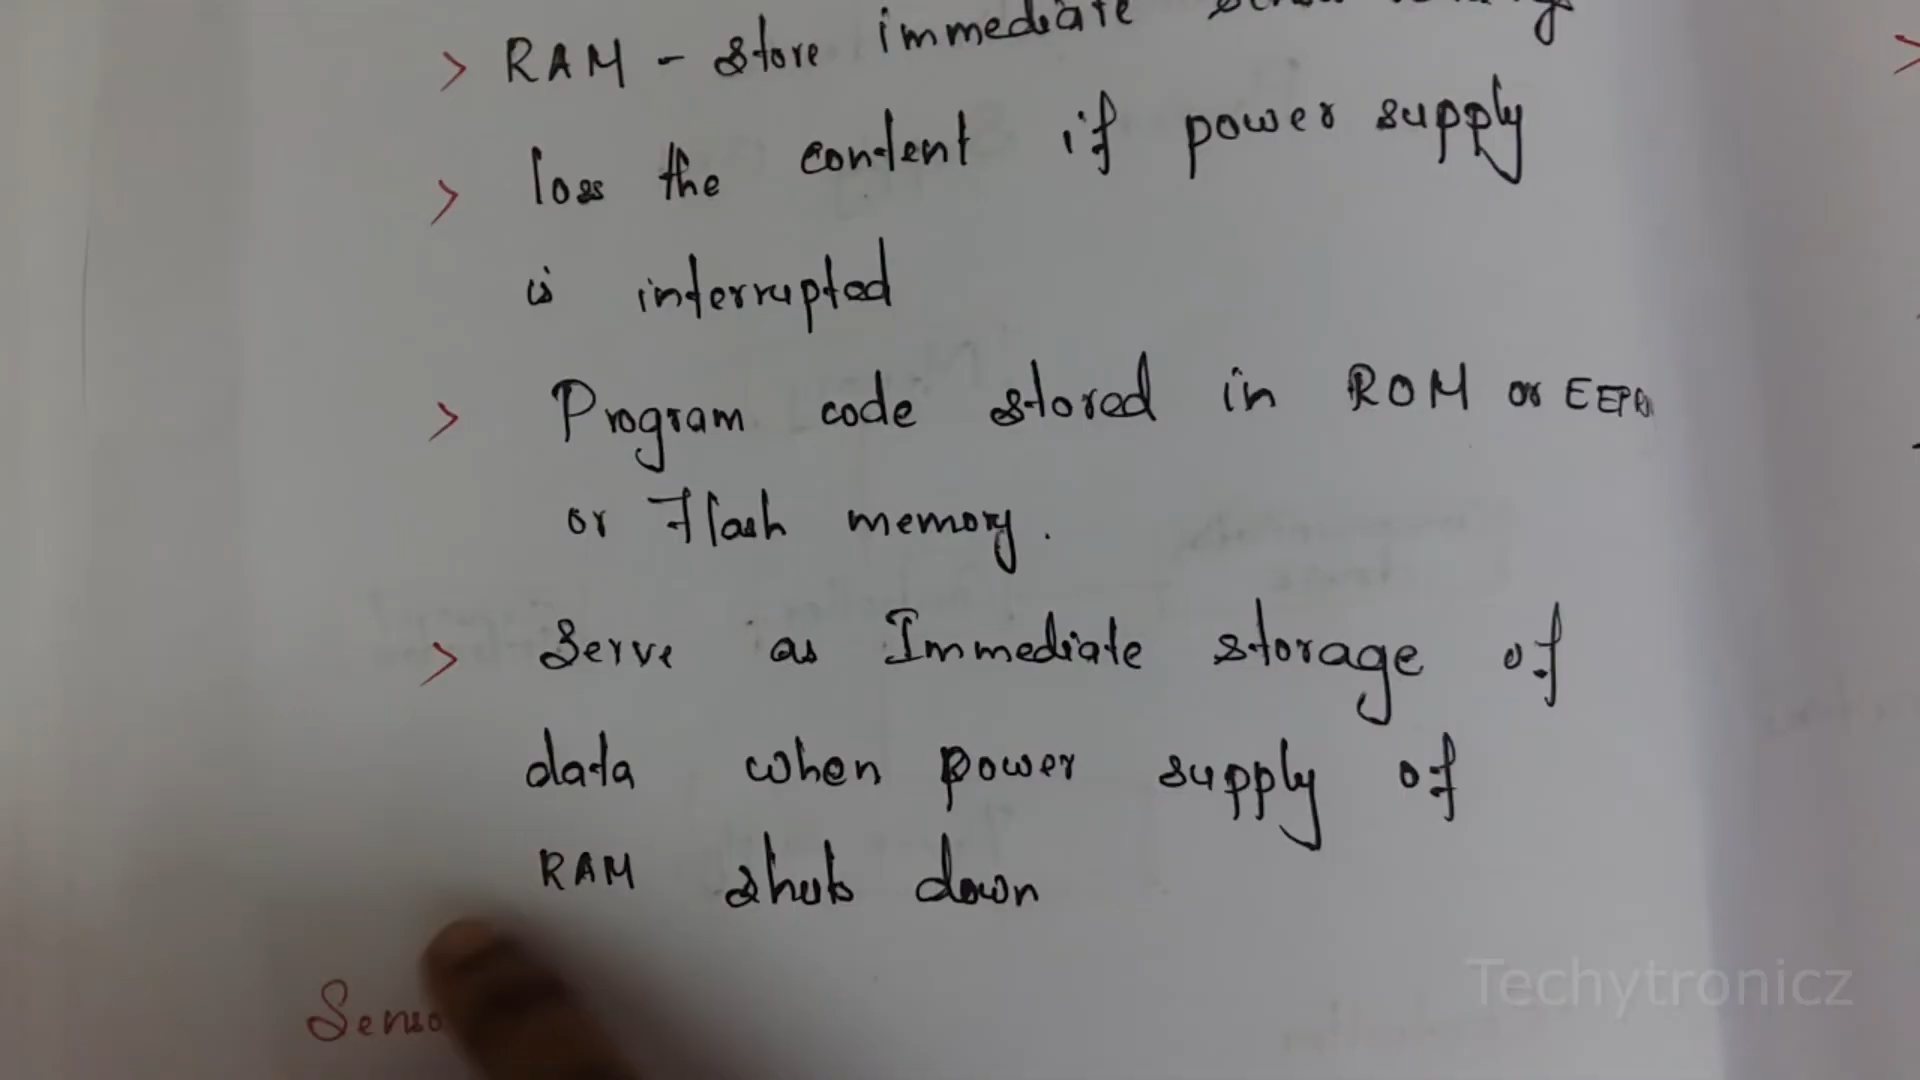 > RAM - store immediate
> loss the content if power supply
is interrupted
> Program code stored in ROM or
or Flash memory.
> Serve as Immediate storage of
data when power supply of
RAM shuts down
Techytronicz